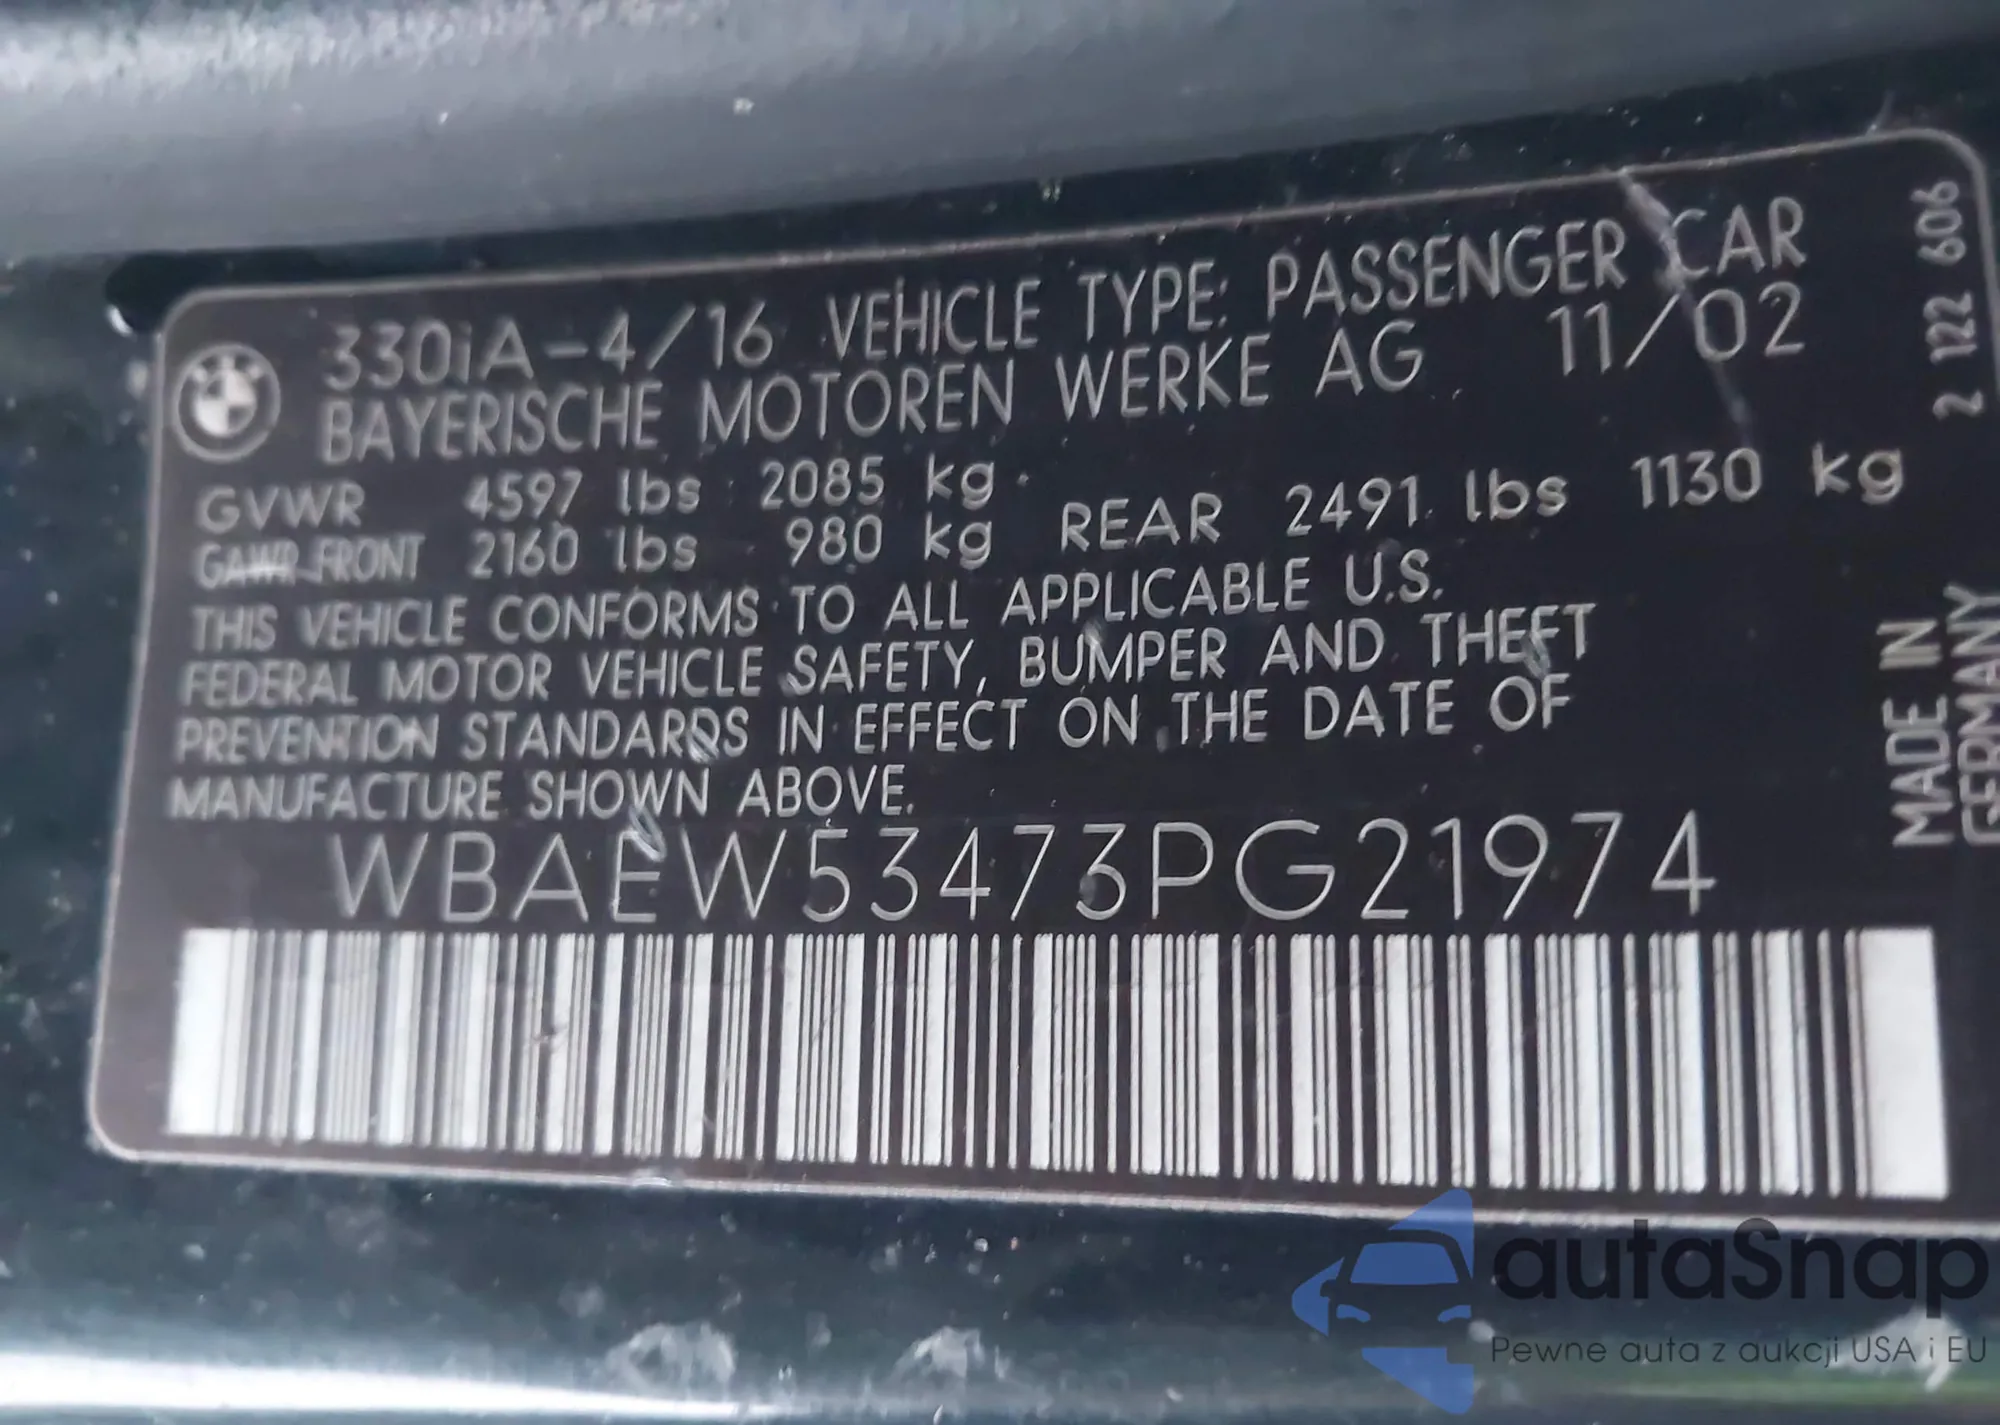 330iA-4/16 VEHICLE TYPE: PASSENGER CAR
BAYERISCHE MOTOREN WERKE AG 11/02
GVWR 4597 lbs 2085 kg
GAWR FRONT 2160 lbs 980 kg REAR 2491 lbs 1130 kg
THIS VEHICLE CONFORMS TO ALL APPLICABLE U.S.
FEDERAL MOTOR VEHICLE SAFETY, BUMPER AND THEFT
PREVENTION STANDARDS IN EFFECT ON THE DATE OF
MANUFACTURE SHOWN ABOVE.
WBAEW53473PG21974
2 122 606
MADE IN
GERMANY
autaSnap
Pewne auta z aukcji USA i EU